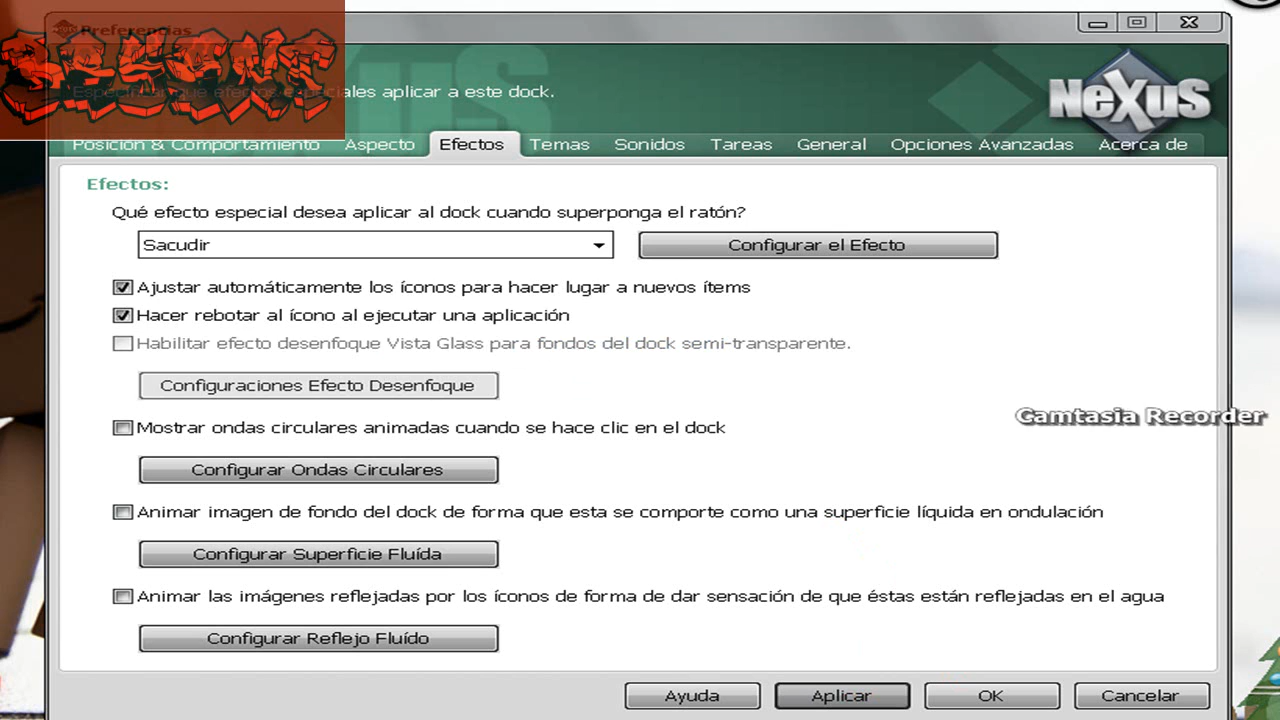 Preferencias
Especificar que efectos especiales aplicar a este dock.
NeXuS
Posición & Comportamiento Aspecto Efectos Temas Sonidos Tareas General Opciones Avanzadas Acerca de
Efectos:
Qué efecto especial desea aplicar al dock cuando superponga el ratón?
Sacudir Configurar el Efecto
Ajustar automáticamente los íconos para hacer lugar a nuevos ítems
Hacer rebotar al ícono al ejecutar una aplicación
Habilitar efecto desenfoque Vista Glass para fondos del dock semi-transparente.
Configuraciones Efecto Desenfoque
Camtasia Recorder
Mostrar ondas circulares animadas cuando se hace clic en el dock
Configurar Ondas Circulares
Animar imagen de fondo del dock de forma que esta se comporte como una superficie líquida en ondulación
Configurar Superficie Fluída
Animar las imágenes reflejadas por los íconos de forma de dar sensación de que éstas están reflejadas en el agua
Configurar Reflejo Fluído
Ayuda Aplicar OK Cancelar